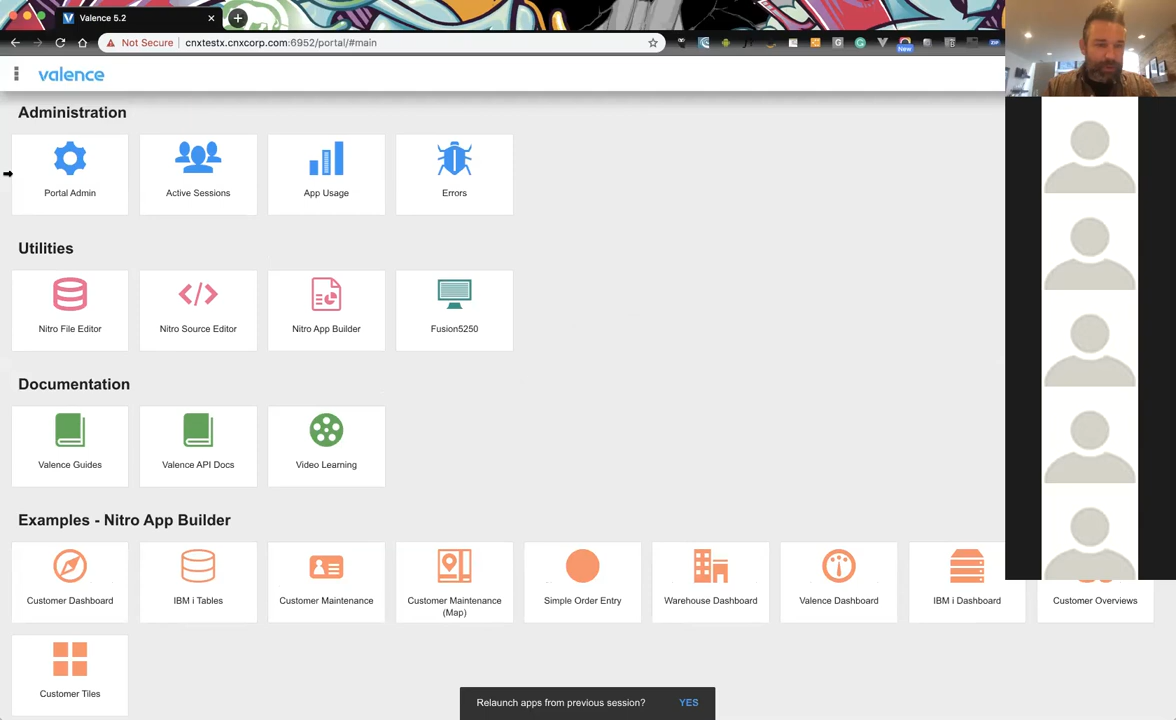 Valence 5.2
Not Secure
cnxtestx.cnxcorp.com:6952/portal/#main
New
ZIP
valence
Administration
Portal Admin
Active Sessions
App Usage
Errors
Utilities
Nitro File Editor
Nitro Source Editor
Nitro App Builder
Fusion5250
Documentation
Valence Guides
Valence API Docs
Video Learning
Examples - Nitro App Builder
Customer Dashboard
IBM i Tables
Customer Maintenance
Customer Maintenance
(Map)
Simple Order Entry
Warehouse Dashboard
Valence Dashboard
IBM i Dashboard
Customer Overviews
Customer Tiles
Relaunch apps from previous session?
YES